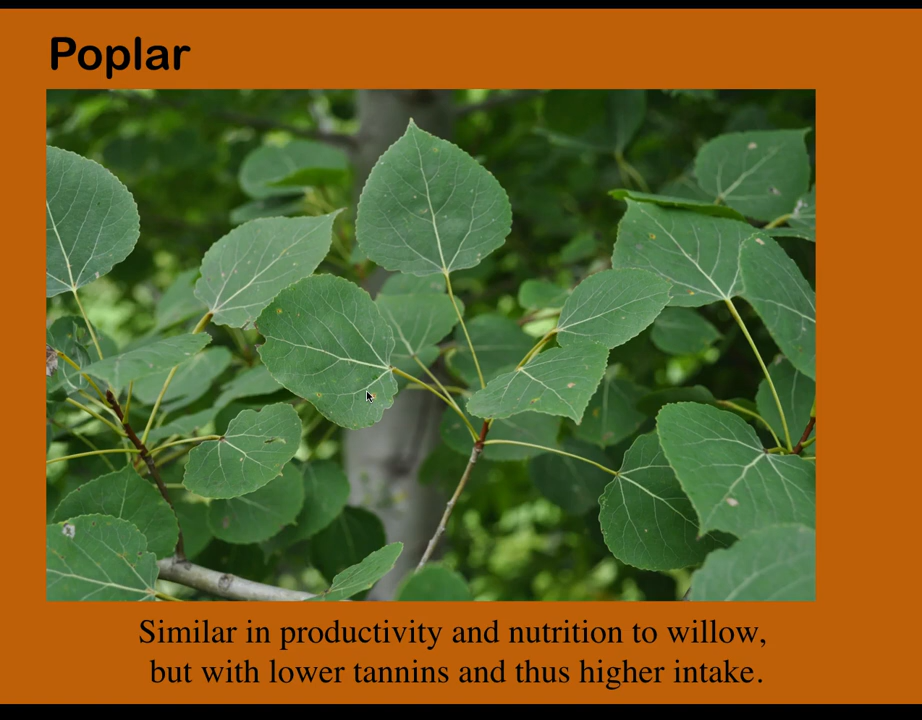 Poplar
Similar in productivity and nutrition to willow,
but with lower tannins and thus higher intake.